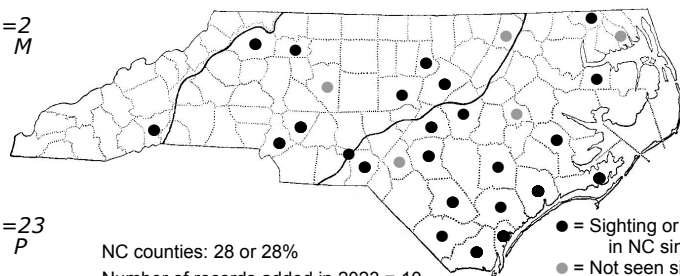 =2
M
=23
P
NC counties: 28 or 28%
● = Sighting or
in NC sin
● = Not seen si